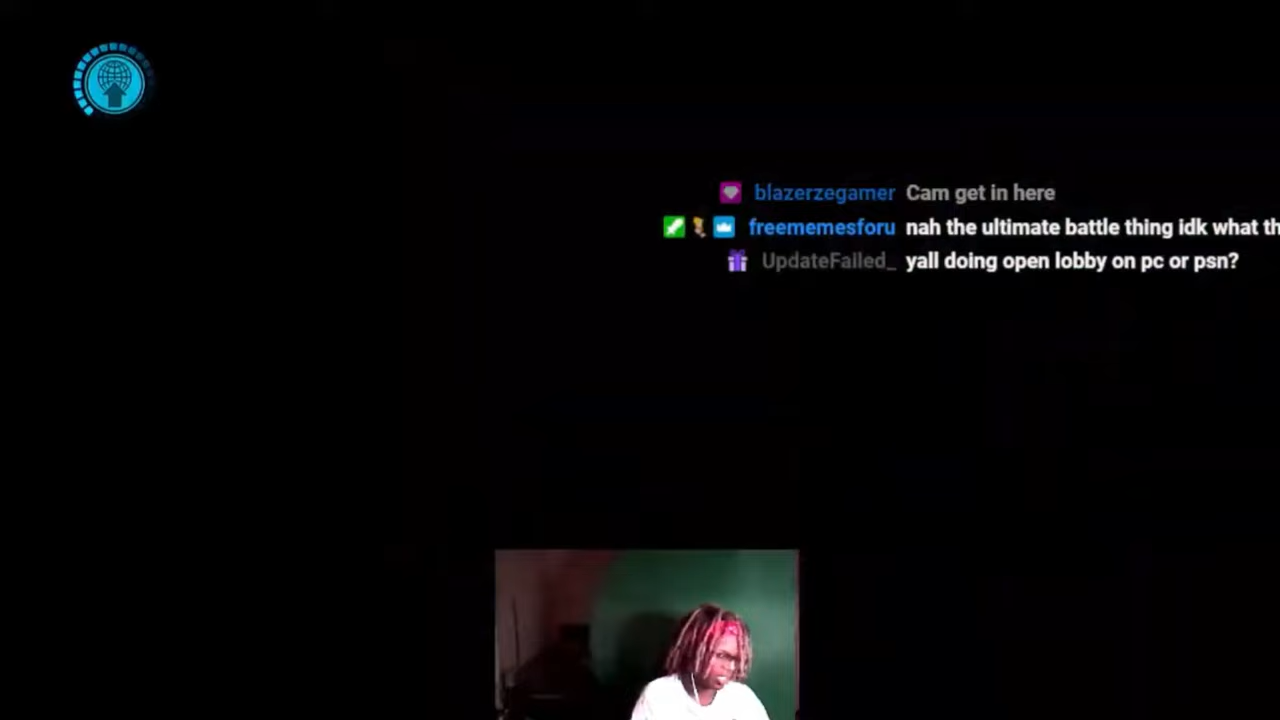 blazerzegamer Cam get in here
freememesforu nah the ultimate battle thing idk what th
UpdateFailed_ yall doing open lobby on pc or psn?